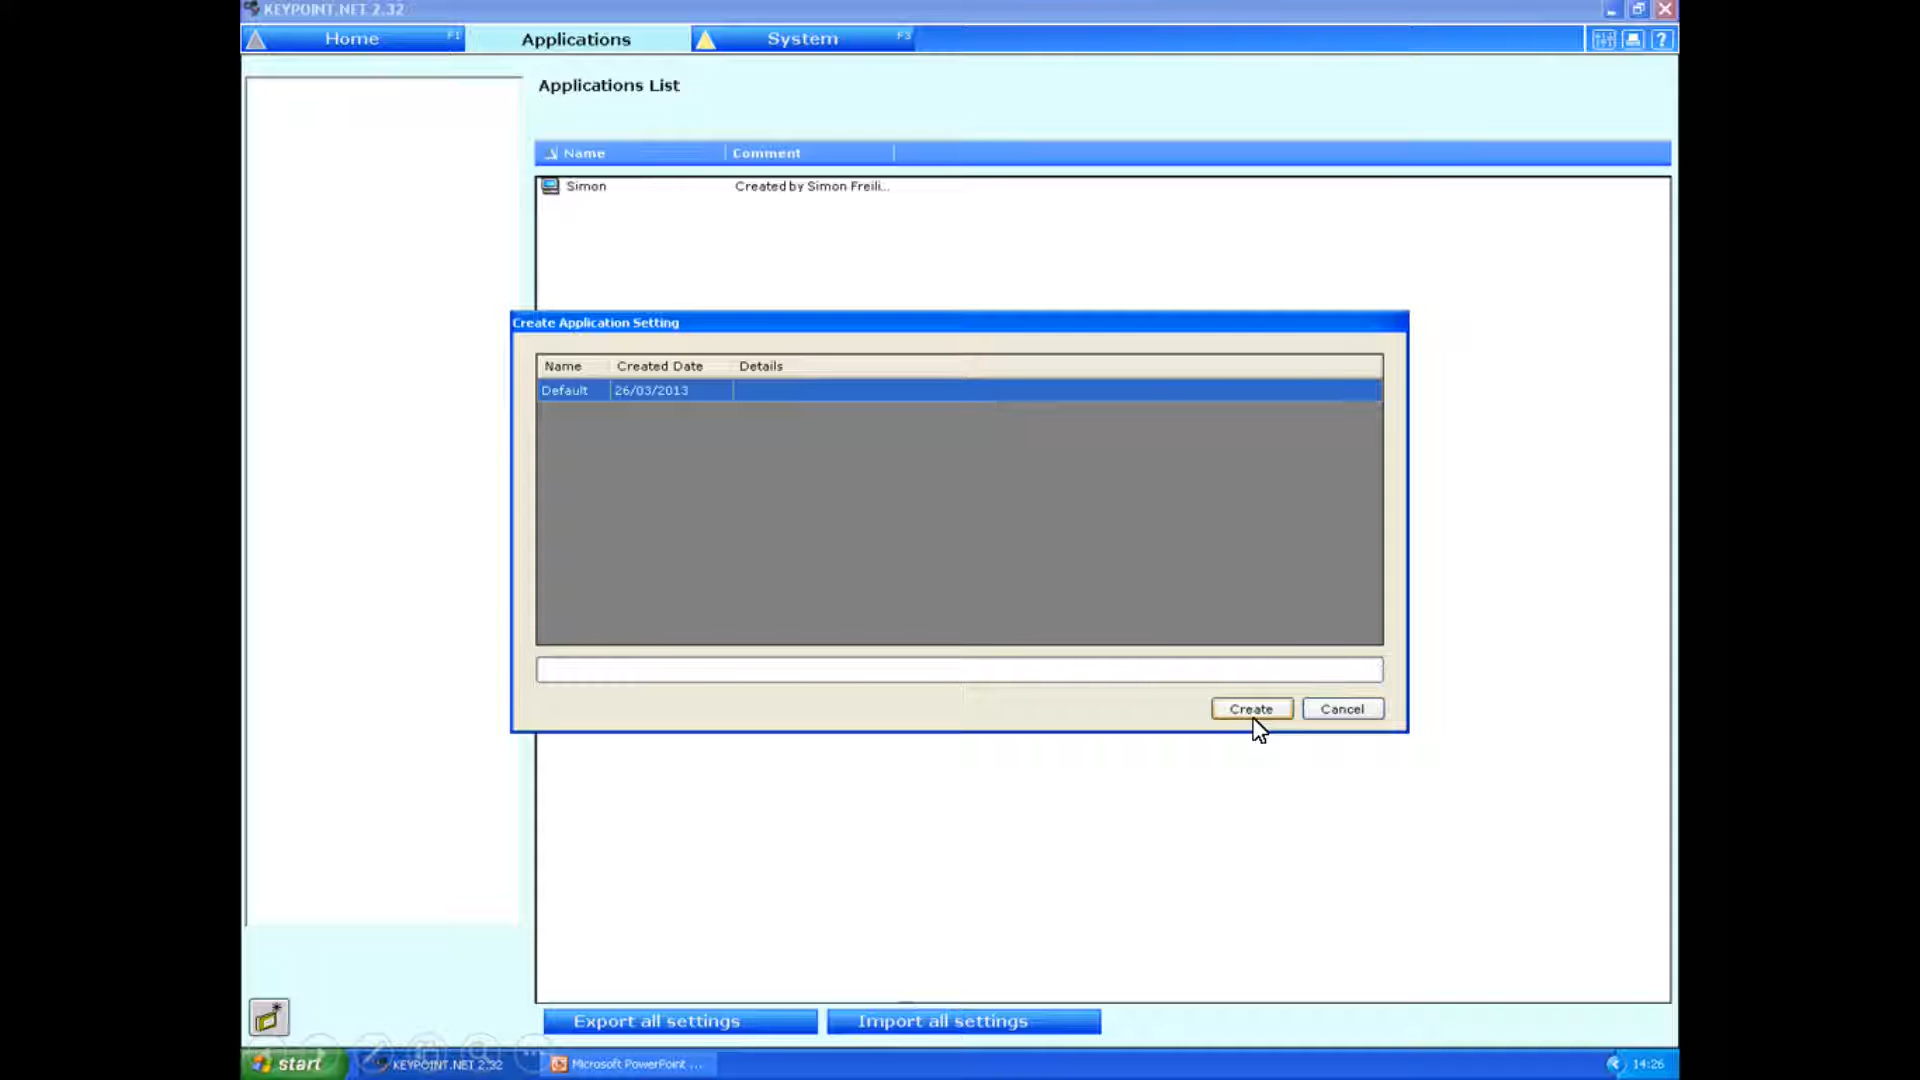 KEYPOINT.NET 2.32
Home F1
Applications
System F3
?
Applications List
Name Comment
Simon Created by Simon Freili...
Create Application Setting
Name Created Date Details
Default 26/03/2013
Create Cancel
Export all settings Import all settings
start KEYPOINT.NET 2.32 Microsoft PowerPoint ... 14:26